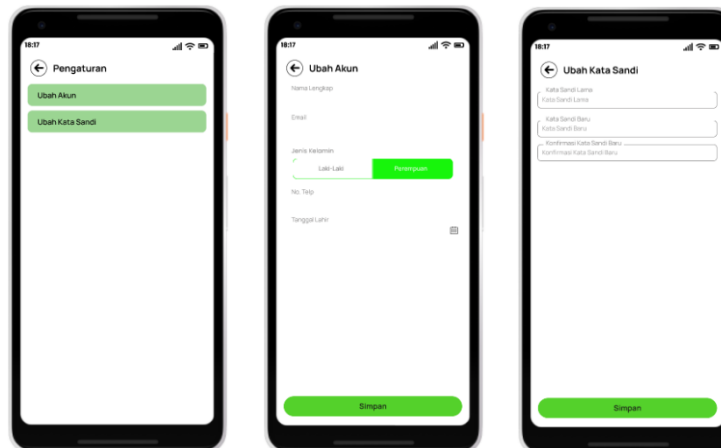 18:17
Pengaturan
Ubah Akun
Ubah Kata Sandi
18:17
Ubah Akun
Nama Lengkap
Email
Jenis Kelamin
Laki-Laki Perempuan
No, Telp
Tanggal Lahir
Simpan
18:17
Ubah Kata Sandi
Kata Sandi Lama
Kata Sandi Lama
Kata Sandi Baru
Kata Sandi Baru
Konfirmasi Kata Sandi Baru
Konfirmasi Kata Sandi Baru
Simpan